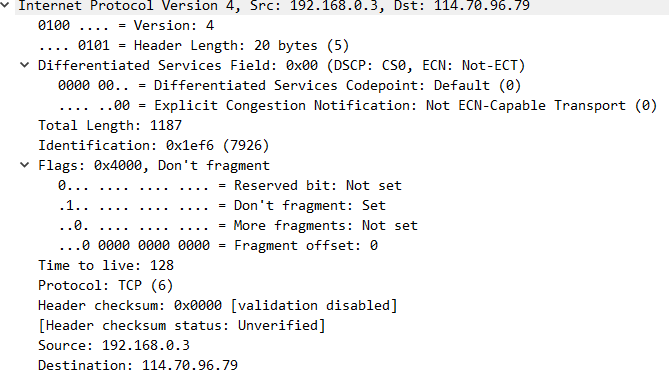 Internet Protocol Version 4, Src: 192.168.0.3, Dst: 114.70.96.79
0100 .... = Version: 4
.... 0101 = Header Length: 20 bytes (5)
Differentiated Services Field: 0x00 (DSCP: CS0, ECN: Not-ECT)
0000 00.. = Differentiated Services Codepoint: Default (0)
.... ..00 = Explicit Congestion Notification: Not ECN-Capable Transport (0)
Total Length: 1187
Identification: 0x1ef6 (7926)
Flags: 0x4000, Don't fragment
0... .... .... .... = Reserved bit: Not set
.1.. .... .... .... = Don't fragment: Set
..0. .... .... .... = More fragments: Not set
...0 0000 0000 0000 = Fragment offset: 0
Time to live: 128
Protocol: TCP (6)
Header checksum: 0x0000 [validation disabled]
[Header checksum status: Unverified]
Source: 192.168.0.3
Destination: 114.70.96.79